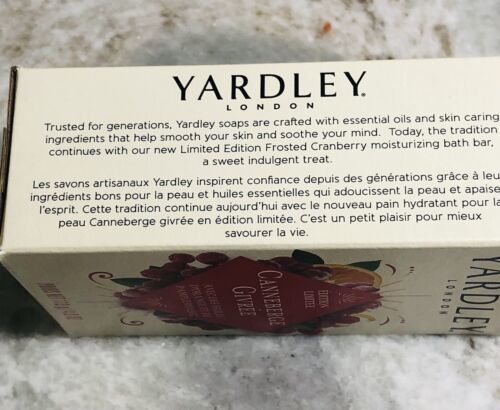 YARDLEY®
LONDON
Trusted for generations, Yardley soaps are crafted with essential oils and skin caring
ingredients that help smooth your skin and soothe your mind. Today, the tradition
continues with our new Limited Edition Frosted Cranberry moisturizing bath bar,
a sweet indulgent treat.
Les savons artisanaux Yardley inspirent confiance depuis des générations grâce à leu
ingrédients bons pour la peau et huiles essentielles qui adoucissent la peau et apaise
l'esprit. Cette tradition continue aujourd'hui avec le nouveau pain hydratant pour la
peau Canneberge givrée en édition limitée. C'est un petit plaisir pour mieux
savourer la vie.
YARDLEY
LONDON
ÉDITION
LIMITÉE
CANNEBERGE
GIVRÉE